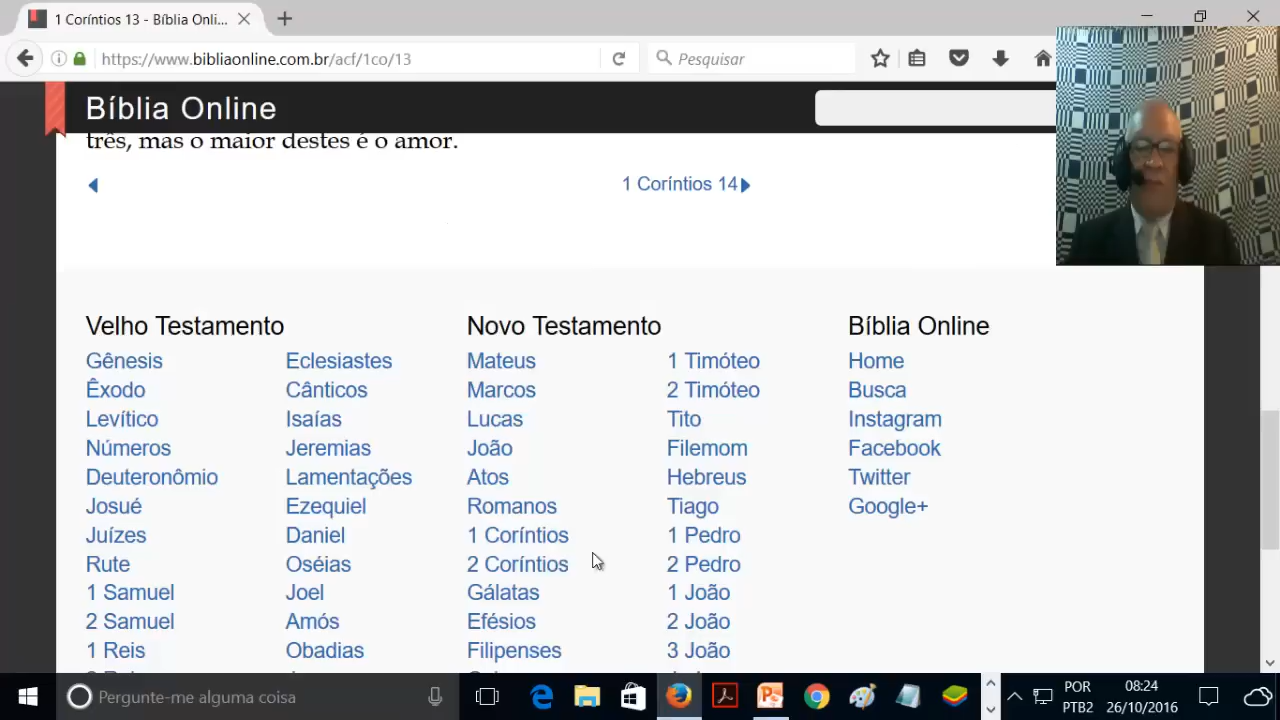 1 Coríntios 13 - Bíblia Onli...
https://www.bibliaonline.com.br/acf/1co/13
Pesquisar
Bíblia Online
três, mas o maior destes é o amor.
1 Coríntios 14
Velho Testamento
Gênesis
Êxodo
Levítico
Números
Deuteronômio
Josué
Juízes
Rute
1 Samuel
2 Samuel
1 Reis
Eclesiastes
Cânticos
Isaías
Jeremias
Lamentações
Ezequiel
Daniel
Oséias
Joel
Amós
Obadias
Novo Testamento
Mateus
Marcos
Lucas
João
Atos
Romanos
1 Coríntios
2 Coríntios
Gálatas
Efésios
Filipenses
1 Timóteo
2 Timóteo
Tito
Filemom
Hebreus
Tiago
1 Pedro
2 Pedro
1 João
2 João
3 João
Bíblia Online
Home
Busca
Instagram
Facebook
Twitter
Google+
Pergunte-me alguma coisa
POR
PTB2
08:24
26/10/2016